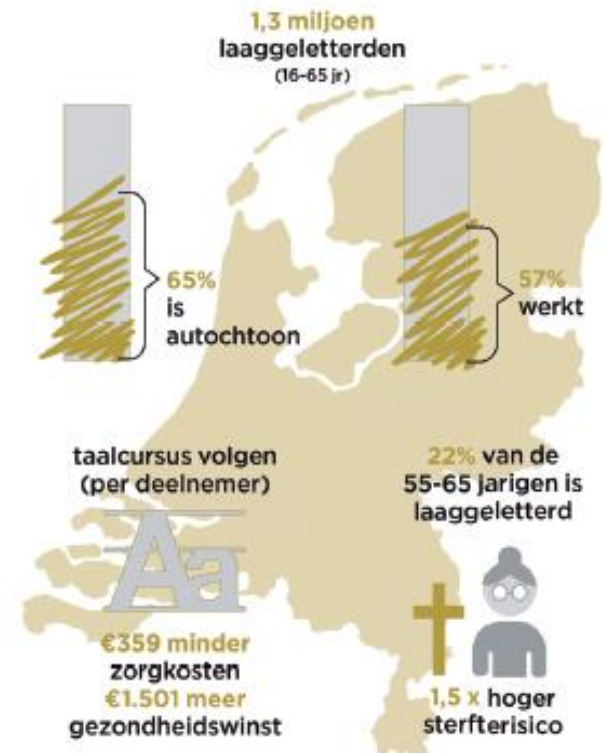 1,3 miljoen
laaggeletterden
(16-65 jr)
65%
is
autochtoon
57%
werkt
taalcursus volgen
(per deelnemer)
Aa
€359 minder
zorgkosten
€1.501 meer
gezondheidswinst
22% van de
55-65 jarigen is
laaggeletterd
1,5 x hoger
sterfterisico